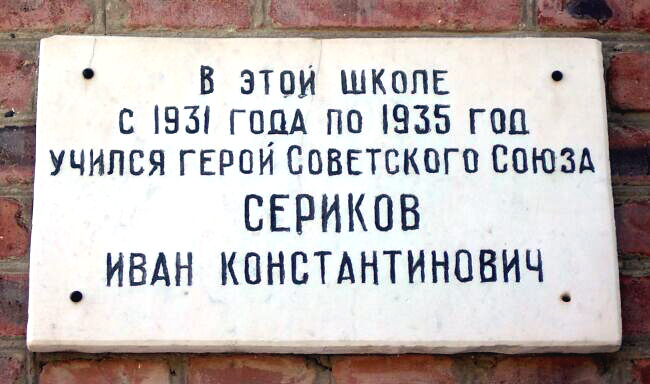 В ЭТОЙ ШКОЛЕ
С 1931 ГОДА ПО 1935 ГОД
УЧИЛСЯ ГЕРОЙ СОВЕТСКОГО СОЮЗА
СЕРИКОВ
ИВАН КОНСТАНТИНОВИЧ